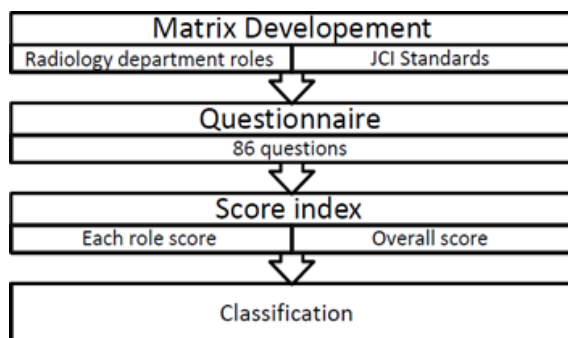 Matrix Developement
Radiology department roles
JCI Standards
Questionnaire
86 questions
Score index
Each role score
Overall score
Classification